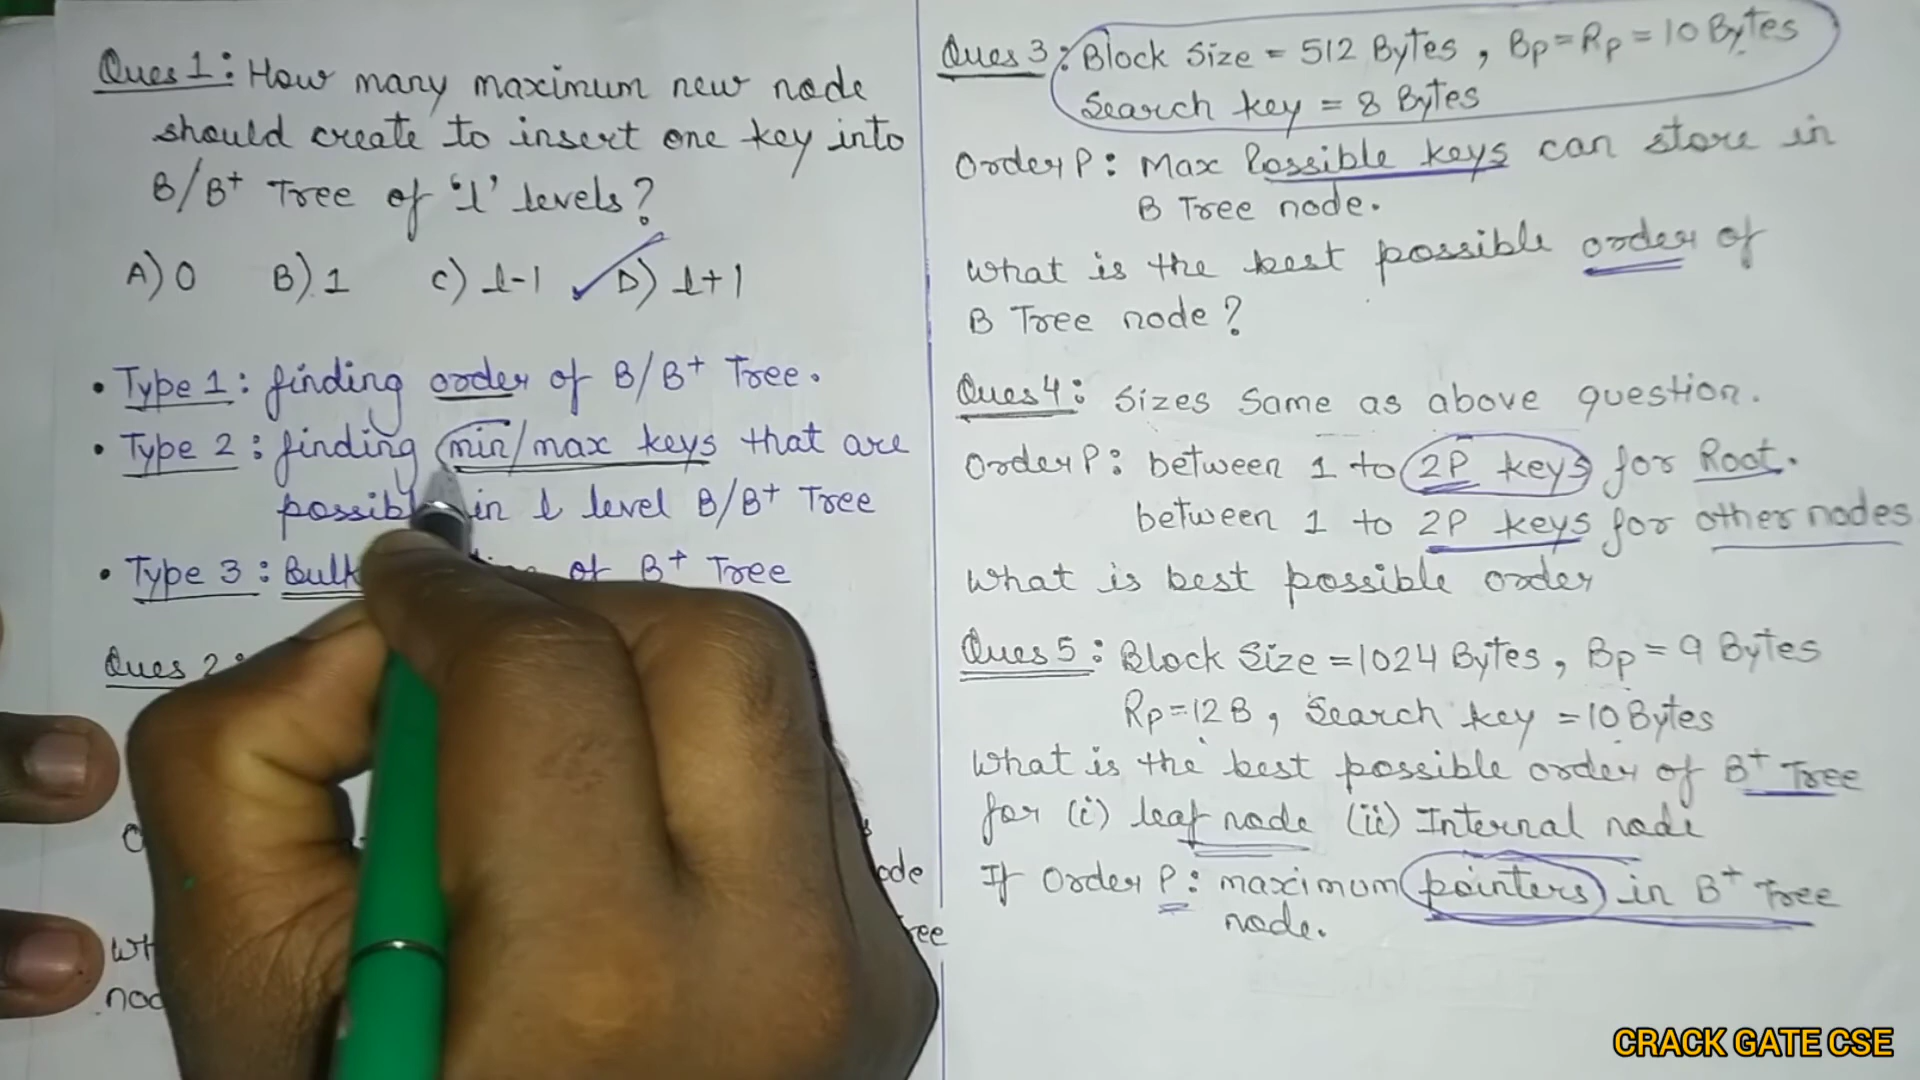 Ques 1: How many maximum new node
should create to insert one key into
B/B+ Tree of 'l' levels?
A) 0 B) 1 C) l-1 D) l+1
• Type 1: finding order of B/B+ Tree.
• Type 2: finding min/max keys that are
possib in l level B/B+ Tree
• Type 3: Bulk of B+ Tree
Ques 2:
ode
ee
Wh
nod
Ques 3: Block Size = 512 Bytes, Bp = Rp = 10 Bytes
Search key = 8 Bytes
Order P: Max Possible keys can store in
B Tree node.
What is the best possible order of
B Tree node?
Ques 4: Sizes Same as above question.
Order P: between 1 to 2P keys for Root.
between 1 to 2P keys for other nodes
What is best possible order
Ques 5: Block Size = 1024 Bytes, Bp = 9 Bytes
Rp = 12 B, Search key = 10 Bytes
What is the best possible order of B+ Tree
for (i) leaf node (ii) Internal node
If Order P: maximum pointers in B+ Tree
node.
CRACK GATE CSE